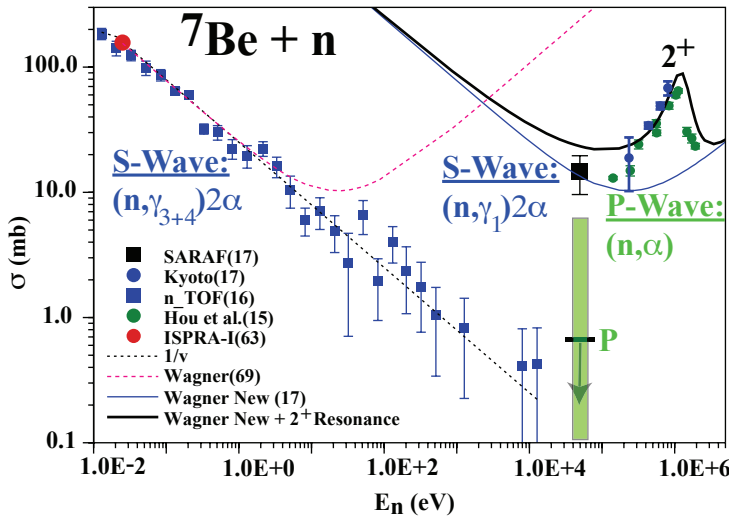 ⁷Be + n
2⁺
S-Wave:
(n,γ₃₊₄)2α
S-Wave:
(n,γ₁)2α
P-Wave:
(n,α)
P
SARAF(17)
Kyoto(17)
n_TOF(16)
Hou et al.(15)
ISPRA-I(63)
1/v
Wagner(69)
Wagner New (17)
Wagner New + 2⁺Resonance
σ (mb)
100.0
10.0
1.0
0.1
1.0E-2 1.0E+0 1.0E+2 1.0E+4 1.0E+6
Eₙ (eV)